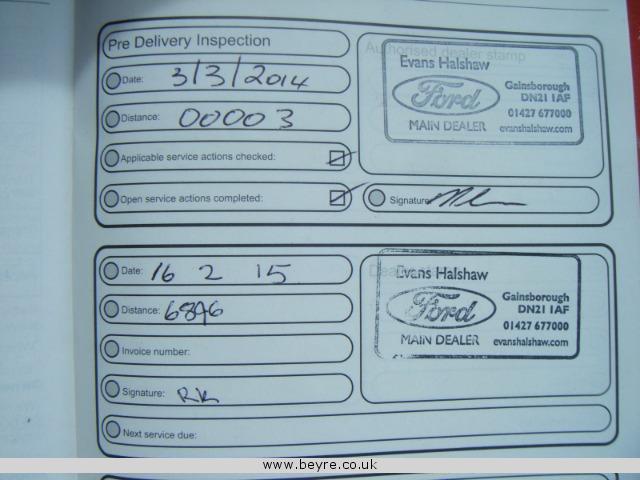 Pre Delivery Inspection
Authorised dealer stamp
Evans Halshaw
Ford
MAIN DEALER
Gainsborough
DN21 1AF
01427 677000
evanshalshaw.com
Date: 3/3/2014
Distance: 00003
Applicable service actions checked:
Open service actions completed:
Signature
Date: 16 2 15
Evans Halshaw
Ford
MAIN DEALER
Gainsborough
DN21 1AF
01427 677000
evanshalshaw.com
Distance: 6846
Invoice number:
Signature: RK
Next service due:
www.beyre.co.uk